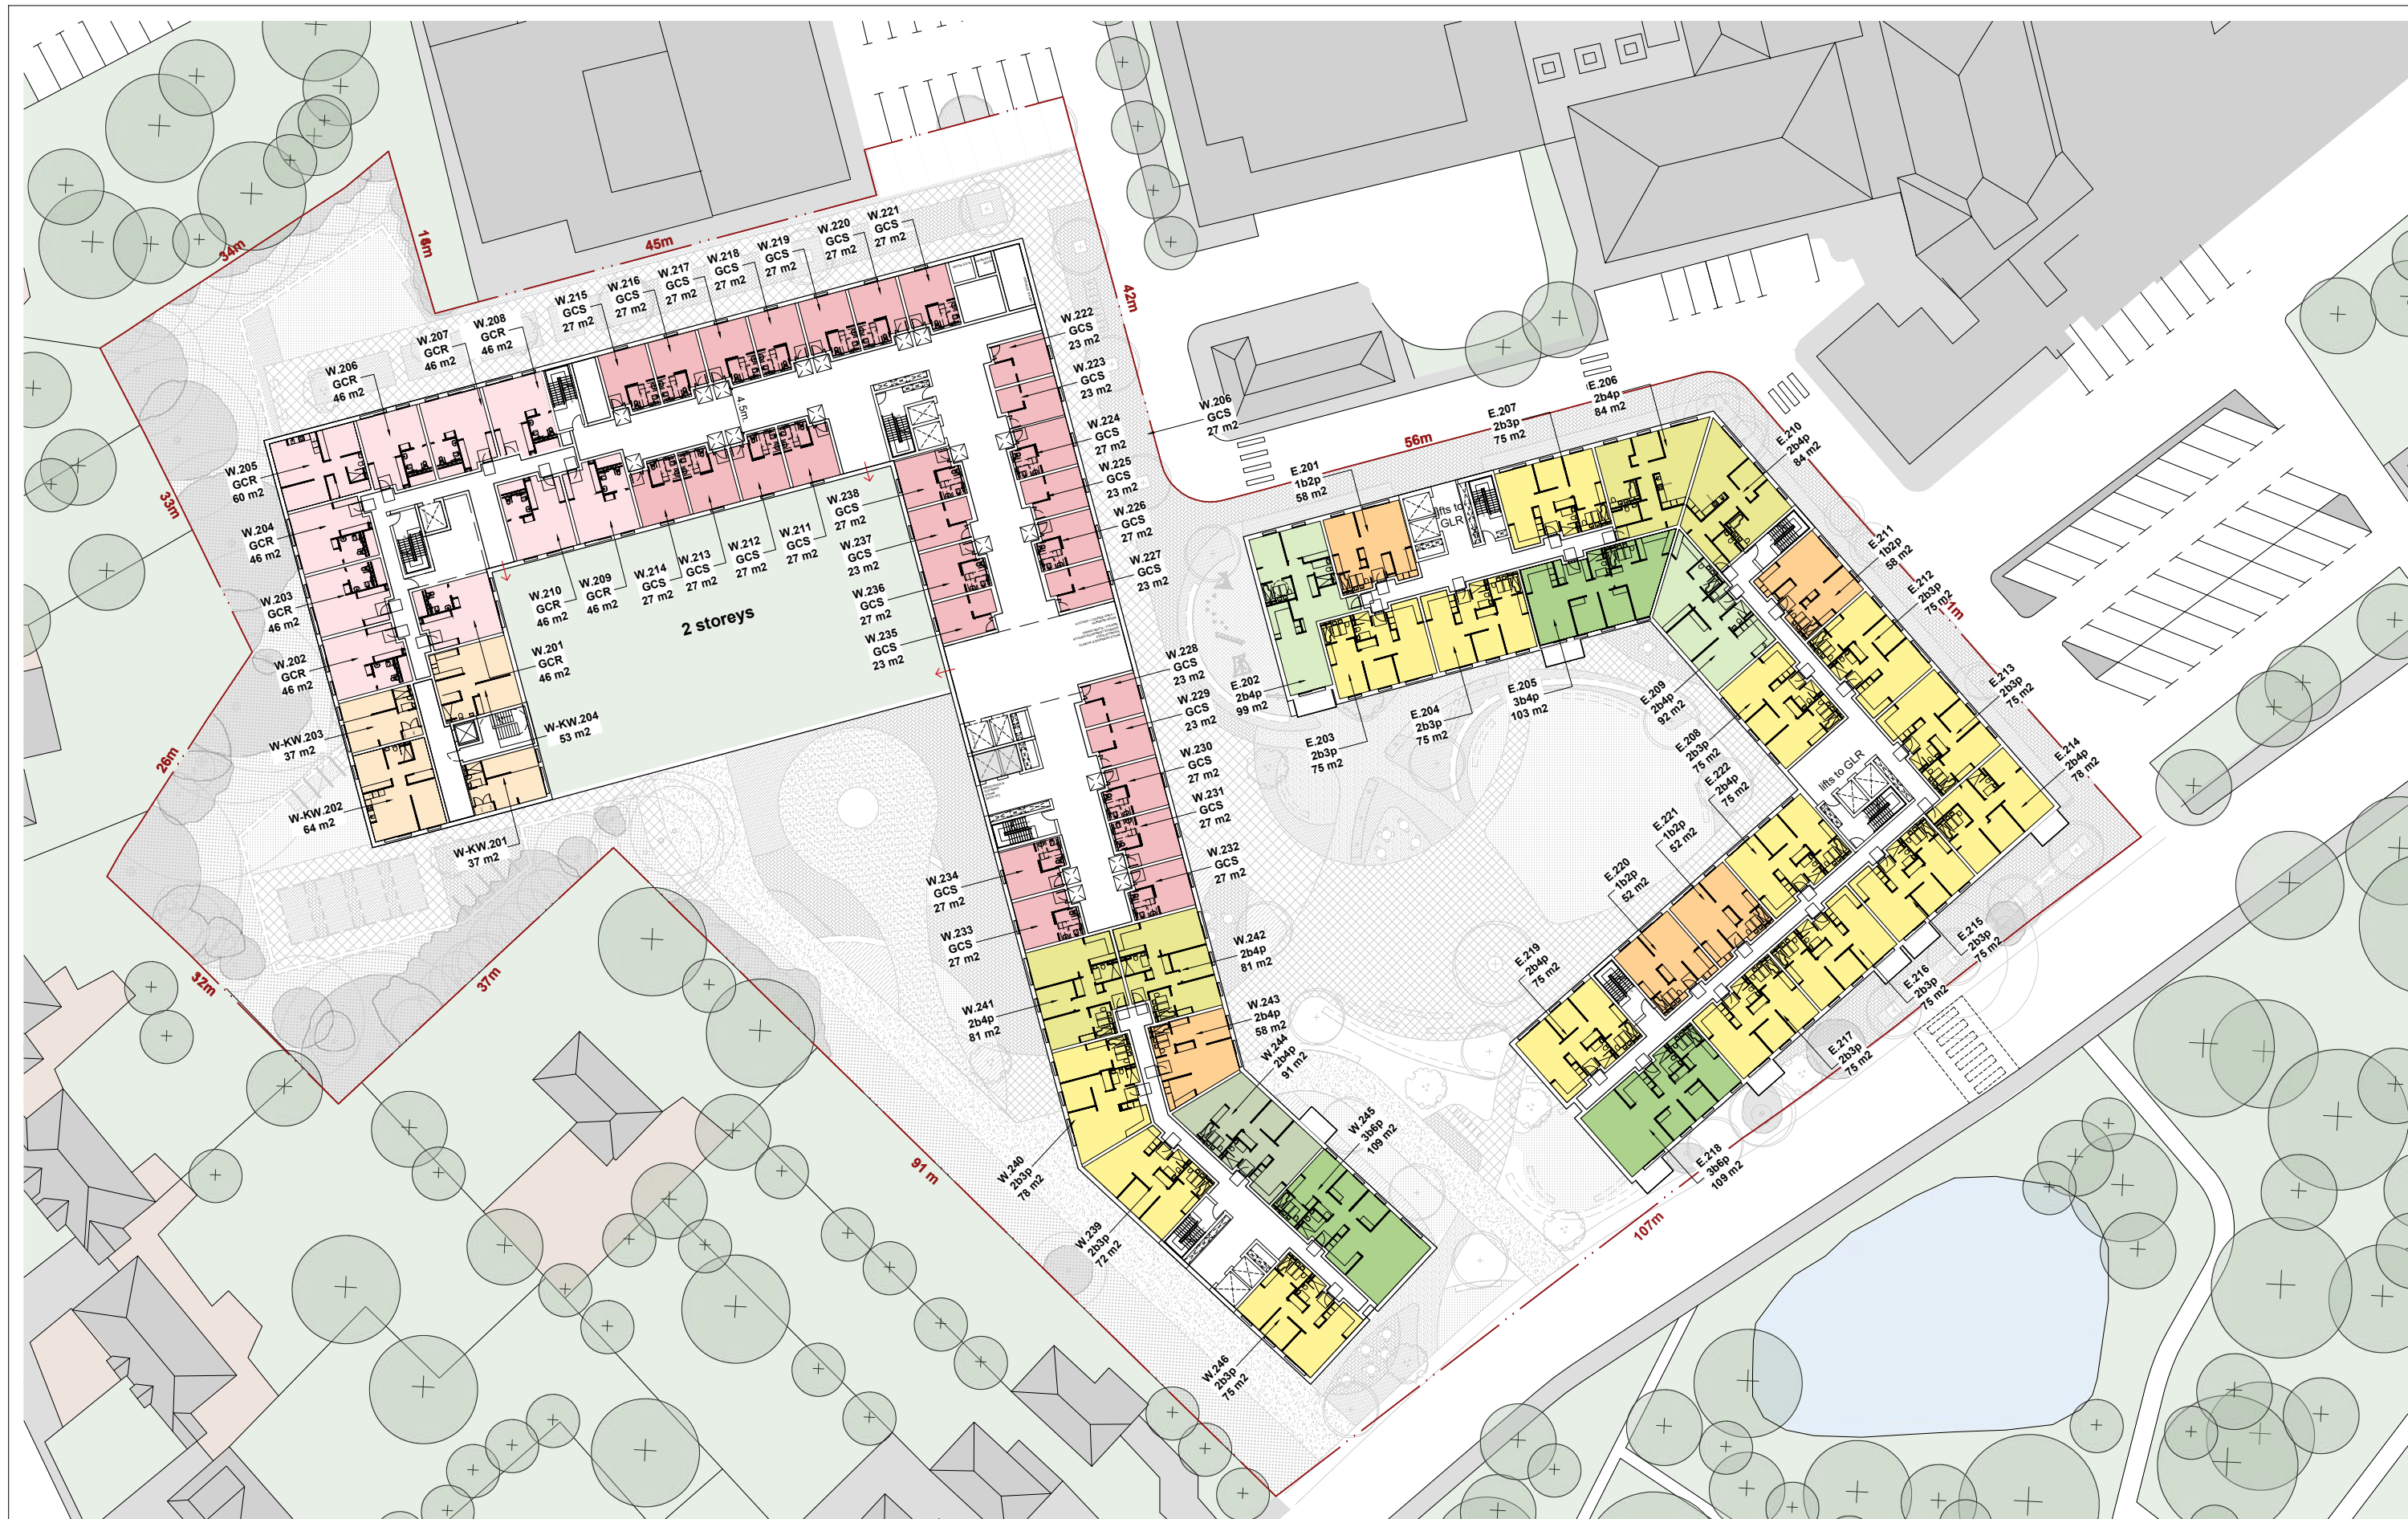 34m
16m
45m
42m
33m
26m
32m
37m
91 m
107m
56m
1m
W.215
GCS
27 m2
W.216
GCS
27 m2
W.217
GCS
27 m2
W.218
GCS
27 m2
W.219
GCS
27 m2
W.220
GCS
27 m2
W.221
GCS
27 m2
W.222
GCS
23 m2
W.223
GCS
23 m2
W.224
GCS
27 m2
W.225
GCS
23 m2
W.226
GCS
27 m2
W.227
GCS
23 m2
W.206
GCS
27 m2
W.208
GCR
46 m2
W.207
GCR
46 m2
W.206
GCR
46 m2
W.205
GCR
60 m2
W.204
GCR
46 m2
W.203
GCR
46 m2
W.202
GCR
46 m2
W-KW.203
37 m2
W-KW.202
64 m2
W-KW.201
37 m2
W-KW.204
53 m2
W.201
GCR
46 m2
W.210
GCR
46 m2
W.209
GCR
46 m2
W.214
GCS
27 m2
W.213
GCS
27 m2
W.212
GCS
27 m2
W.211
GCS
27 m2
4.5m
2 storeys
W.238
GCS
27 m2
W.237
GCS
23 m2
W.236
GCS
27 m2
W.235
GCS
23 m2
W.228
GCS
23 m2
W.229
GCS
23 m2
W.230
GCS
27 m2
W.231
GCS
27 m2
W.232
GCS
27 m2
W.234
GCS
27 m2
W.233
GCS
27 m2
W.241
2b4p
81 m2
W.242
2b4p
81 m2
W.243
2b4p
58 m2
W.244
2b4p
91 m2
W.245
3b6p
109 m2
W.240
2b3p
78 m2
W.239
2b3p
72 m2
W.246
2b3p
75 m2
E.201
1b2p
58 m2
E.207
2b3p
75 m2
E.206
2b4p
84 m2
E.210
2b4p
84 m2
E.211
1b2p
58 m2
E.212
2b3p
75 m2
E.213
2b3p
75 m2
E.214
2b4p
78 m2
lifts to
GLR
E.202
2b4p
99 m2
E.203
2b3p
75 m2
E.204
2b3p
75 m2
E.205
3b4p
103 m2
E.209
2b4p
92 m2
E.208
2b3p
75 m2
E.222
2b4p
75 m2
lifts to GLR
E.221
1b2p
52 m2
E.220
1b2p
52 m2
E.219
2b4p
75 m2
E.215
2b3p
75 m2
E.216
2b3p
75 m2
E.217
2b3p
75 m2
E.218
3b6p
109 m2